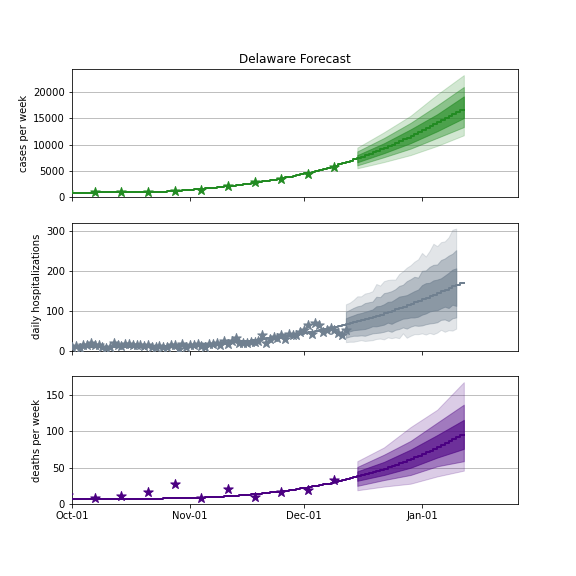 Delaware Forecast
cases per week
20000
15000
10000
5000
0
daily hospitalizations
300
200
100
0
deaths per week
150
100
50
0
Oct-01 Nov-01 Dec-01 Jan-01